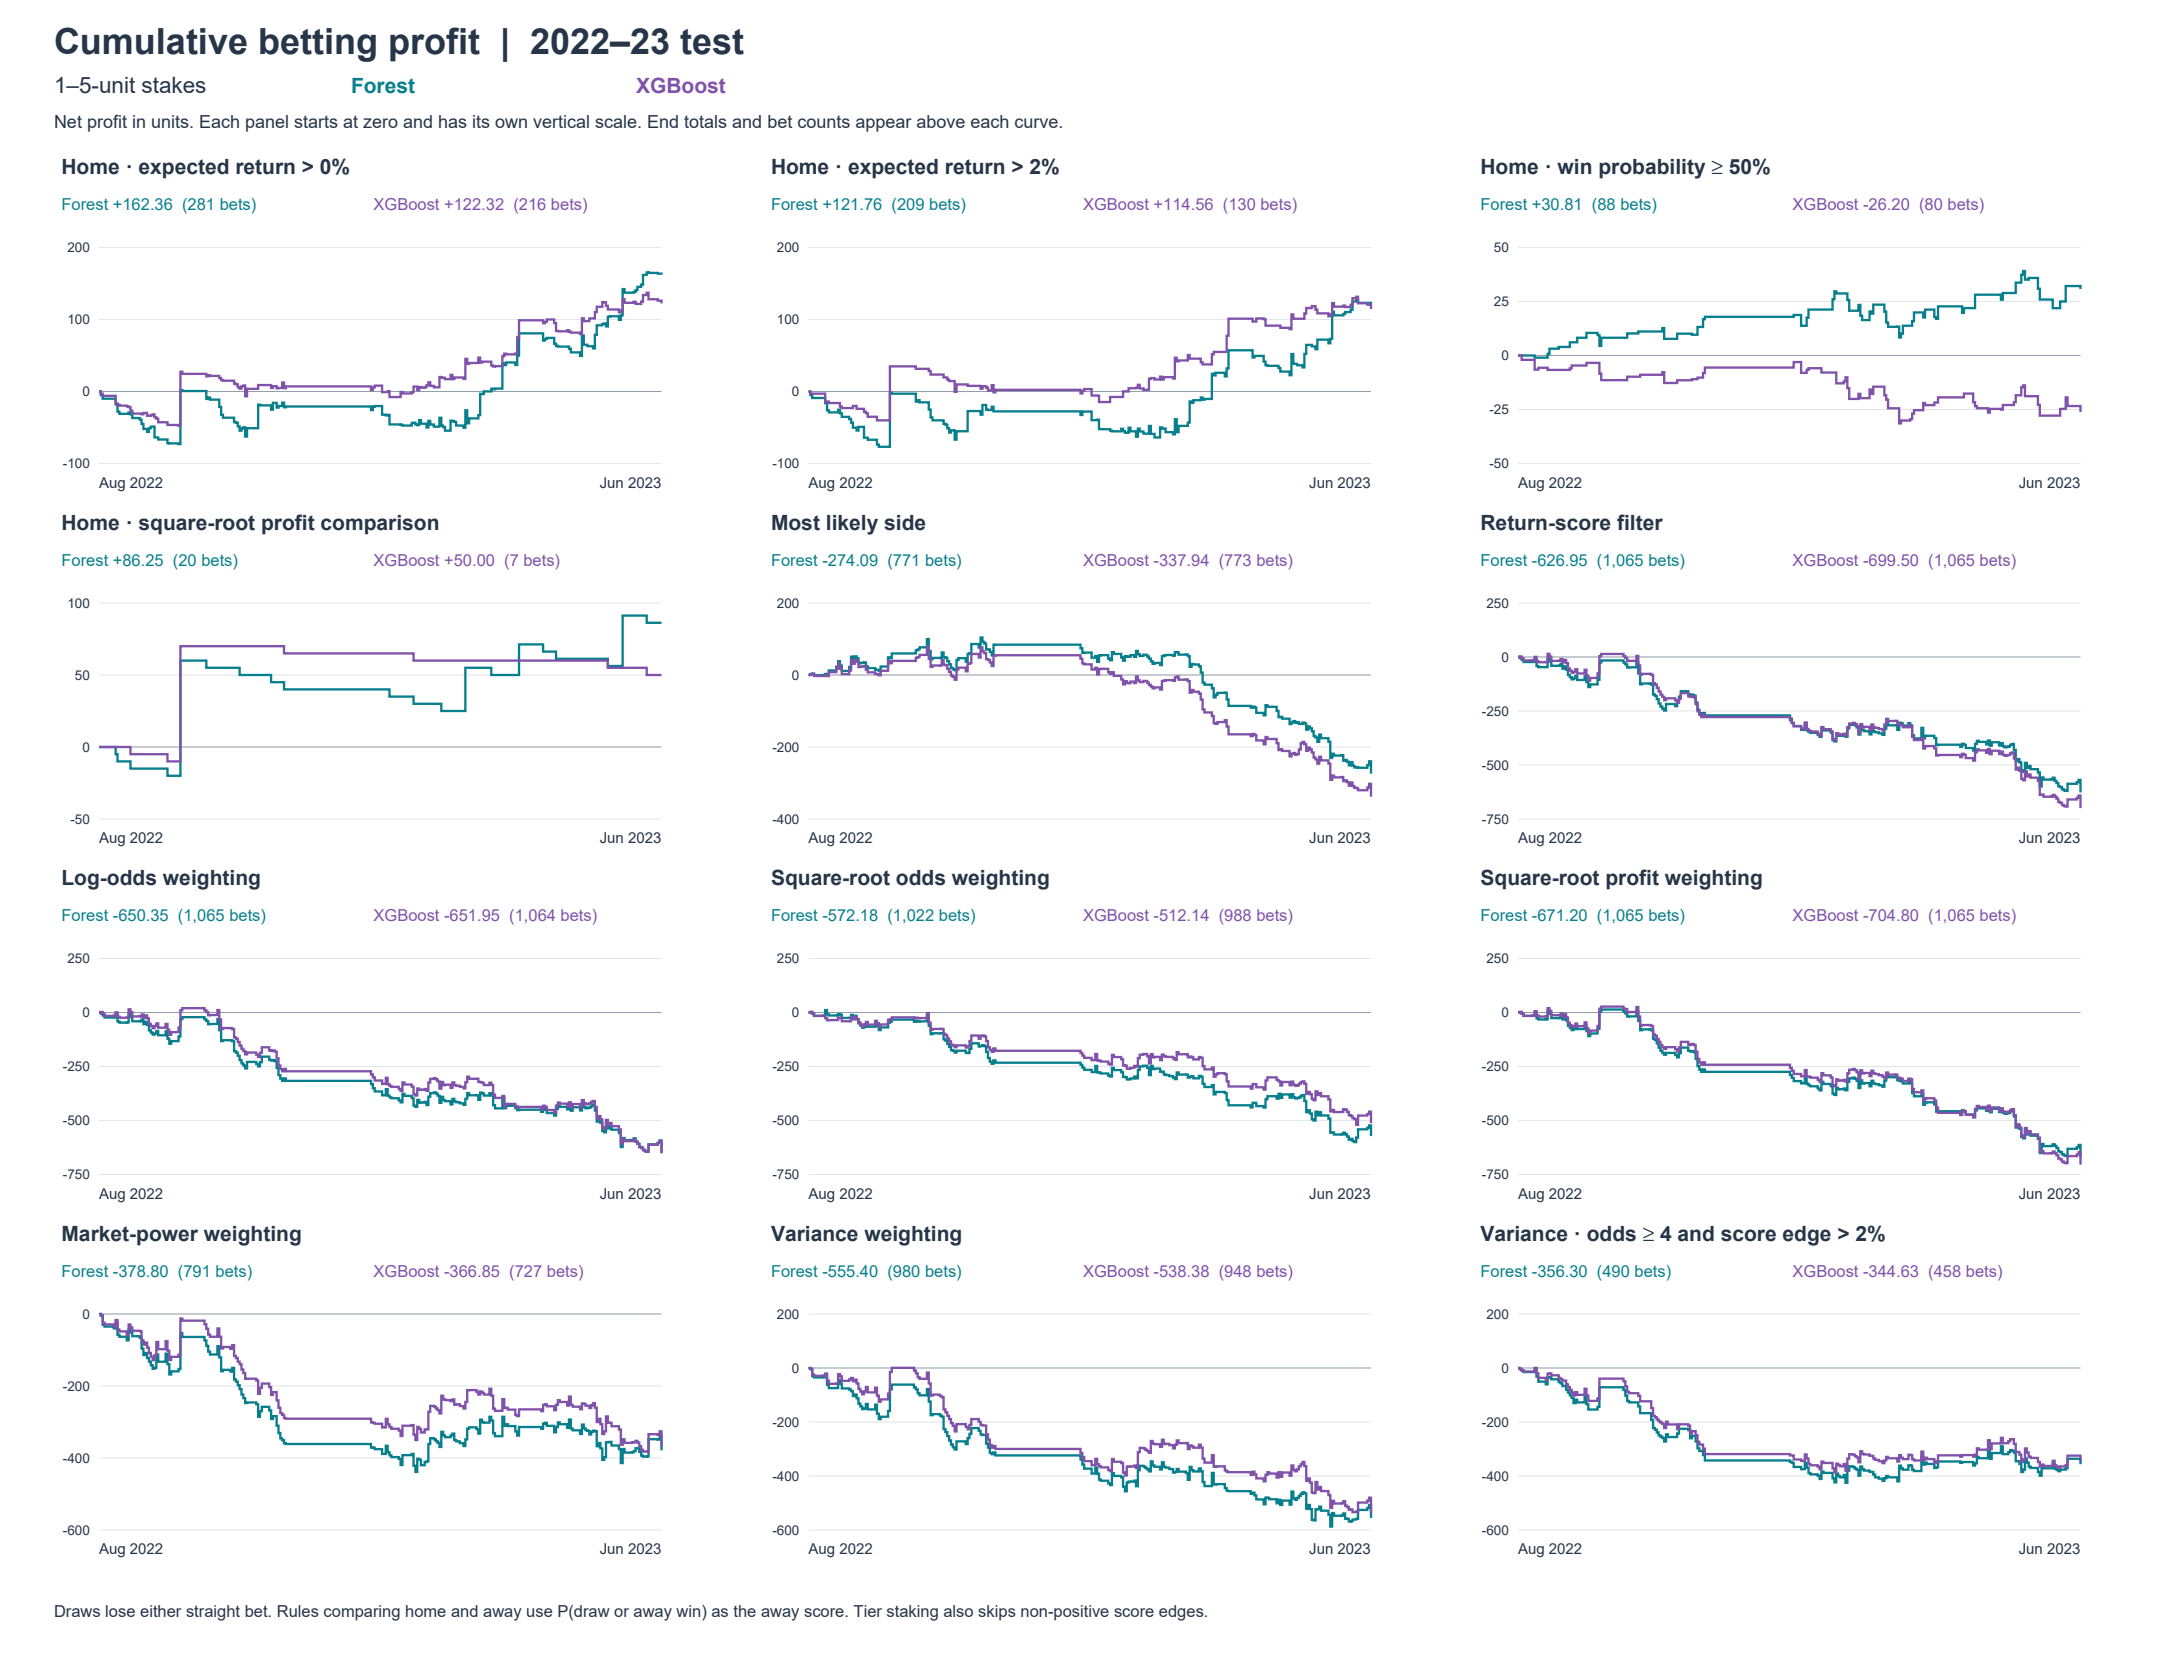 Cumulative betting profit | 2022–23 test
1–5-unit stakes Forest XGBoost
Net profit in units. Each panel starts at zero and has its own vertical scale. End totals and bet counts appear above each curve.
Home · expected return > 0%
Forest +162.36 (281 bets) XGBoost +122.32 (216 bets)
200
100
0
-100
Aug 2022 Jun 2023
Home · expected return > 2%
Forest +121.76 (209 bets) XGBoost +114.56 (130 bets)
200
100
0
-100
Aug 2022 Jun 2023
Home · win probability ≥ 50%
Forest +30.81 (88 bets) XGBoost -26.20 (80 bets)
50
25
0
-25
-50
Aug 2022 Jun 2023
Home · square-root profit comparison
Forest +86.25 (20 bets) XGBoost +50.00 (7 bets)
100
50
0
-50
Aug 2022 Jun 2023
Most likely side
Forest -274.09 (771 bets) XGBoost -337.94 (773 bets)
200
0
-200
-400
Aug 2022 Jun 2023
Return-score filter
Forest -626.95 (1,065 bets) XGBoost -699.50 (1,065 bets)
250
0
-250
-500
-750
Aug 2022 Jun 2023
Log-odds weighting
Forest -650.35 (1,065 bets) XGBoost -651.95 (1,064 bets)
250
0
-250
-500
-750
Aug 2022 Jun 2023
Square-root odds weighting
Forest -572.18 (1,022 bets) XGBoost -512.14 (988 bets)
250
0
-250
-500
-750
Aug 2022 Jun 2023
Square-root profit weighting
Forest -671.20 (1,065 bets) XGBoost -704.80 (1,065 bets)
250
0
-250
-500
-750
Aug 2022 Jun 2023
Market-power weighting
Forest -378.80 (791 bets) XGBoost -366.85 (727 bets)
0
-200
-400
-600
Aug 2022 Jun 2023
Variance weighting
Forest -555.40 (980 bets) XGBoost -538.38 (948 bets)
200
0
-200
-400
-600
Aug 2022 Jun 2023
Variance · odds ≥ 4 and score edge > 2%
Forest -356.30 (490 bets) XGBoost -344.63 (458 bets)
200
0
-200
-400
-600
Aug 2022 Jun 2023
Draws lose either straight bet. Rules comparing home and away use P(draw or away win) as the away score. Tier staking also skips non-positive score edges.